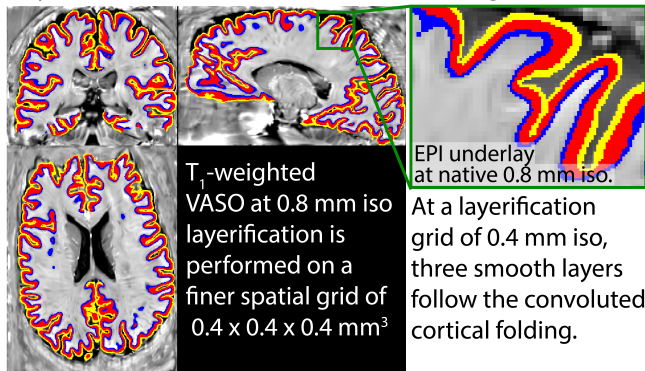 T1-weighted
VASO at 0.8 mm iso
layerification is
performed on a
finer spatial grid of
0.4 x 0.4 x 0.4 mm3
EPI underlay
at native 0.8 mm iso.
At a layerification
grid of 0.4 mm iso,
three smooth layers
follow the convoluted
cortical folding.